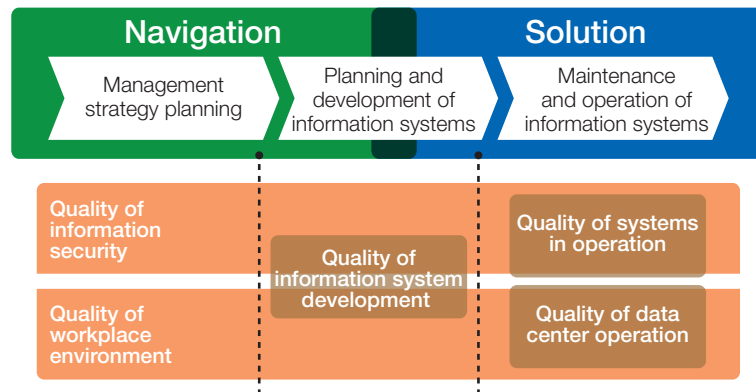 Navigation
Solution
Management
strategy planning
Planning and
development of
information systems
Maintenance
and operation of
information systems
Quality of
information
security
Quality of
information system
development
Quality of systems
in operation
Quality of
workplace
environment
Quality of data
center operation